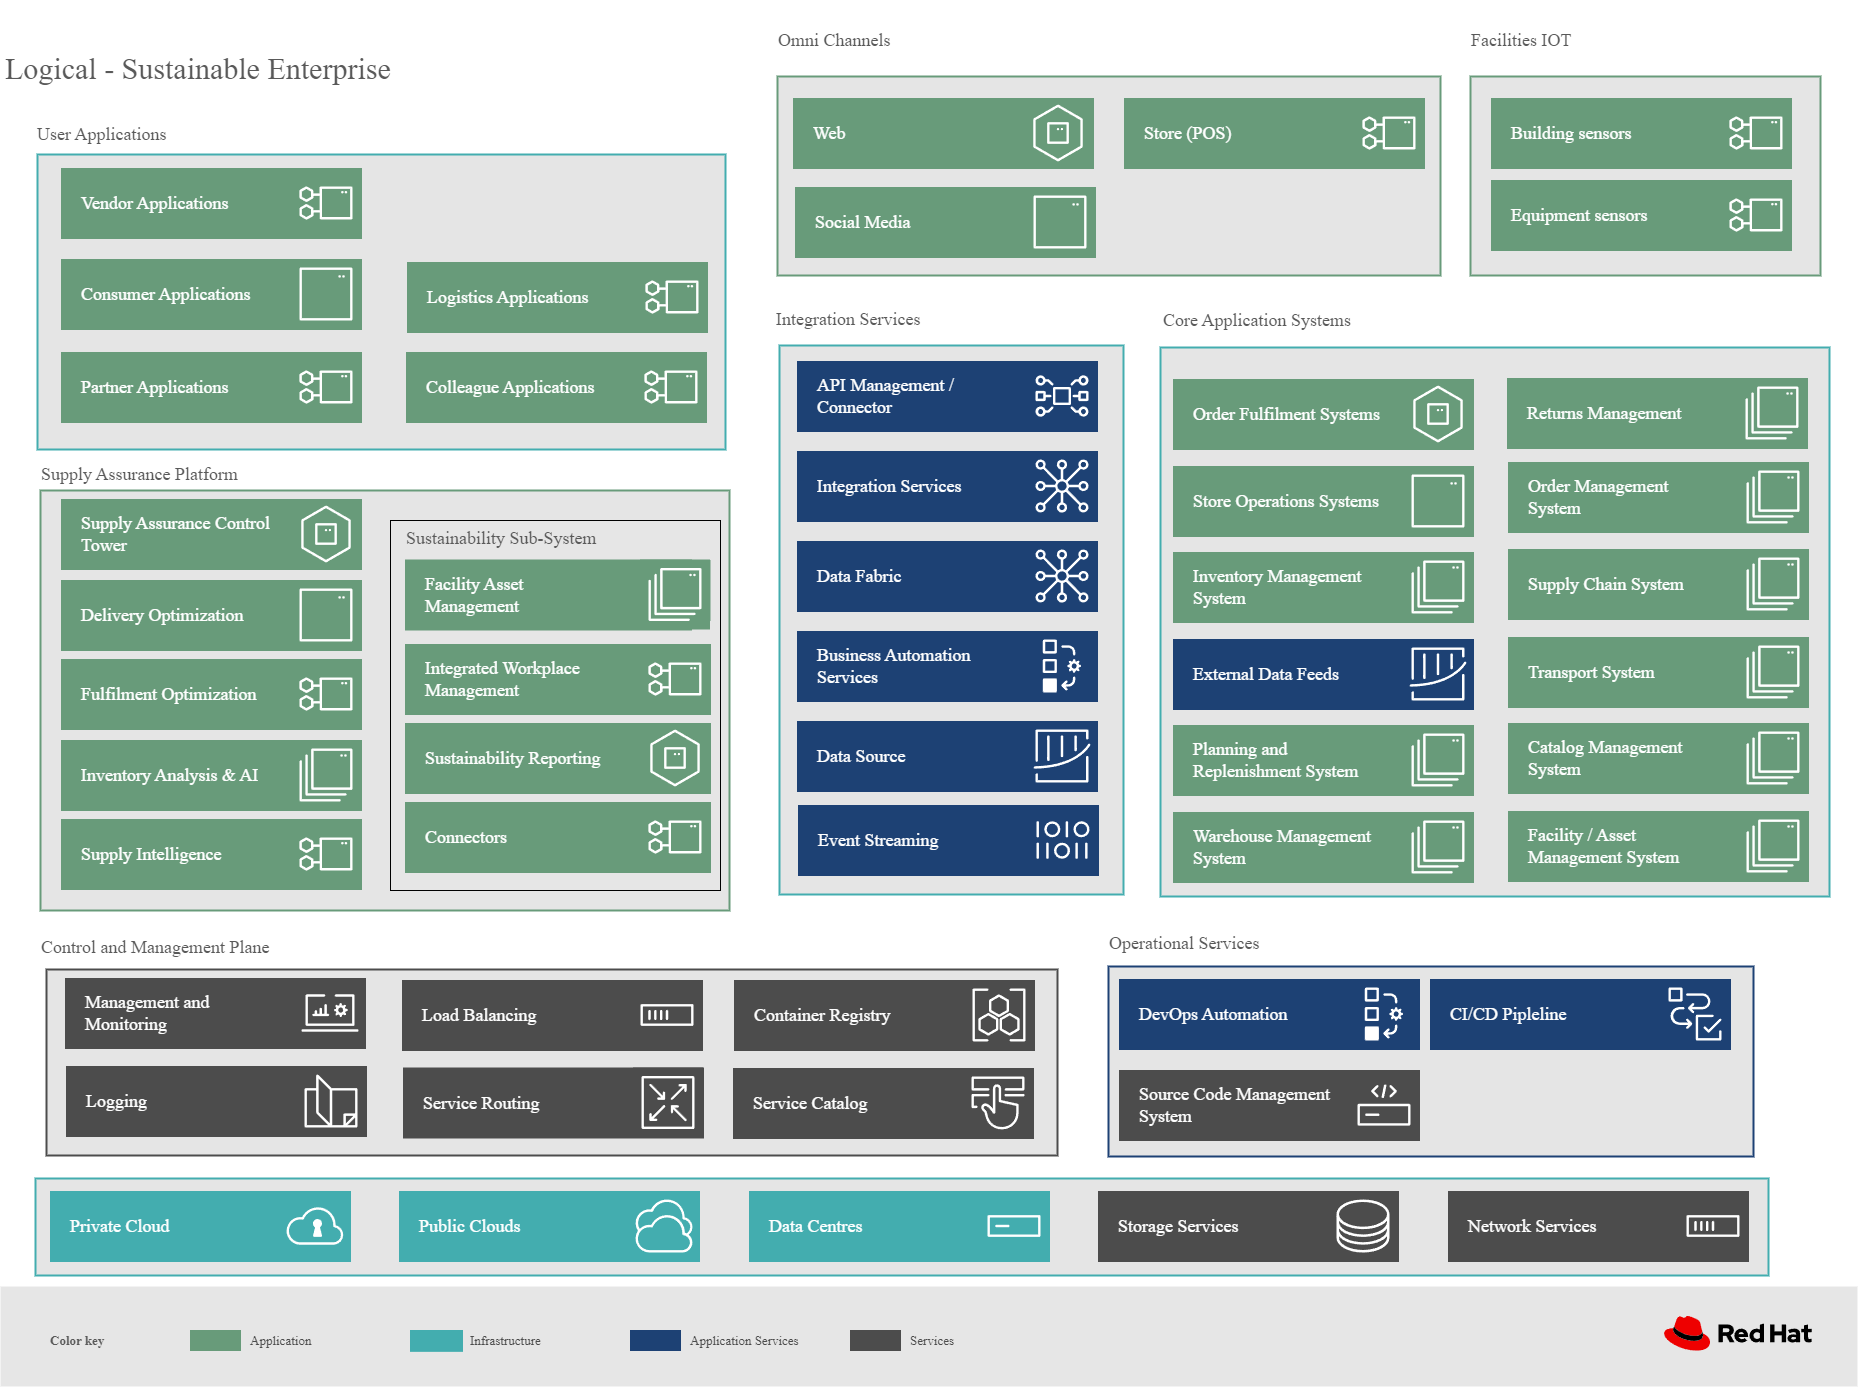 Logical - Sustainable Enterprise
User Applications
Vendor Applications
Consumer Applications
Logistics Applications
Partner Applications
Colleague Applications
Omni Channels
Web
Store (POS)
Social Media
Facilities IOT
Building sensors
Equipment sensors
Supply Assurance Platform
Supply Assurance Control
Tower
Delivery Optimization
Fulfilment Optimization
Inventory Analysis & AI
Supply Intelligence
Sustainability Sub-System
Facility Asset
Management
Integrated Workplace
Management
Sustainability Reporting
Connectors
Integration Services
API Management /
Connector
Integration Services
Data Fabric
Business Automation
Services
Data Source
Event Streaming
Core Application Systems
Order Fulfilment Systems
Returns Management
Store Operations Systems
Order Management
System
Inventory Management
System
Supply Chain System
External Data Feeds
Transport System
Planning and
Replenishment System
Catalog Management
System
Warehouse Management
System
Facility / Asset
Management System
Control and Management Plane
Management and
Monitoring
Load Balancing
Container Registry
Logging
Service Routing
Service Catalog
Operational Services
DevOps Automation
CI/CD Pipleline
Source Code Management
System
Private Cloud
Public Clouds
Data Centres
Storage Services
Network Services
Color key
Application
Infrastructure
Application Services
Services
Red Hat